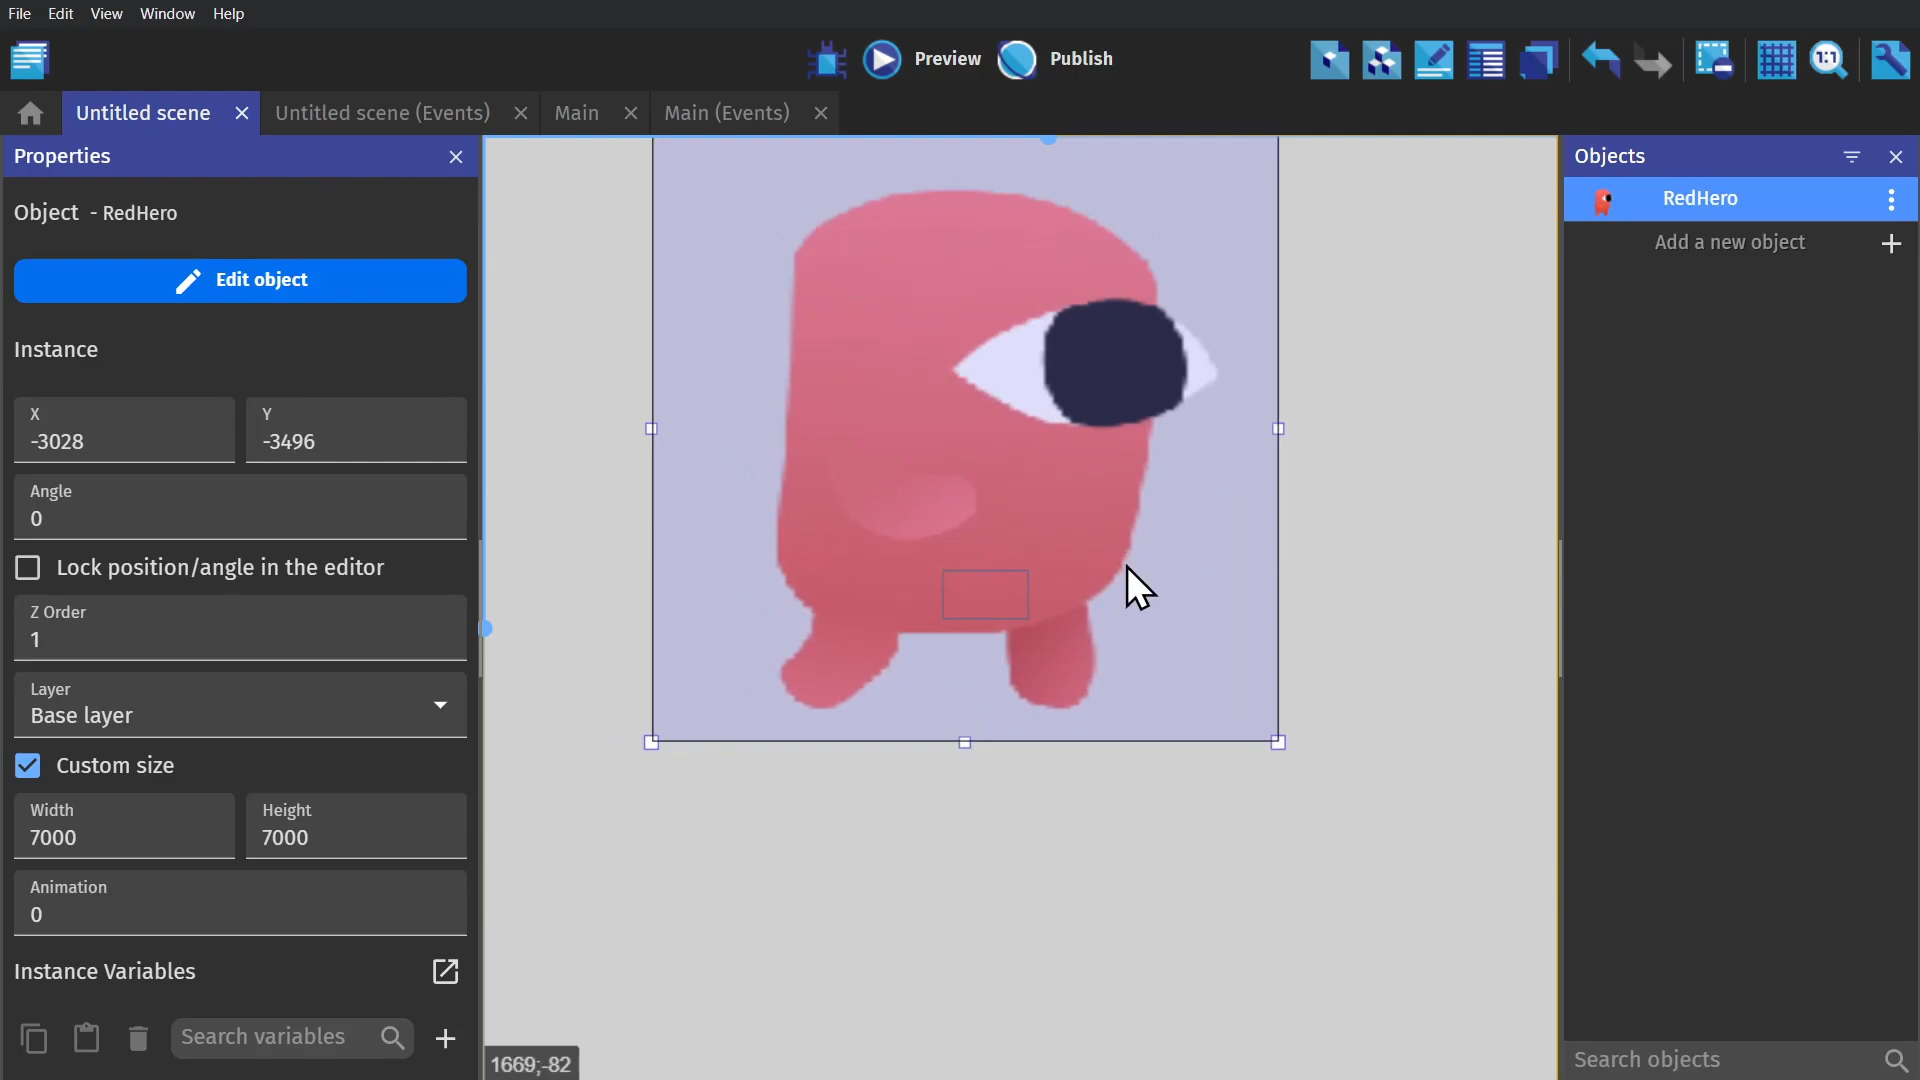 File Edit View Window Help
Preview Publish 1:1
Untitled scene Untitled scene (Events) Main Main (Events)
Properties
Object - RedHero
Edit object
Instance
X Y
-3028 -3496
Angle
0
Lock position/angle in the editor
Z Order
1
Layer
Base layer
Custom size
Width Height
7000 7000
Animation
0
Instance Variables
Search variables
1669;-82
Objects
RedHero
Add a new object
Search objects